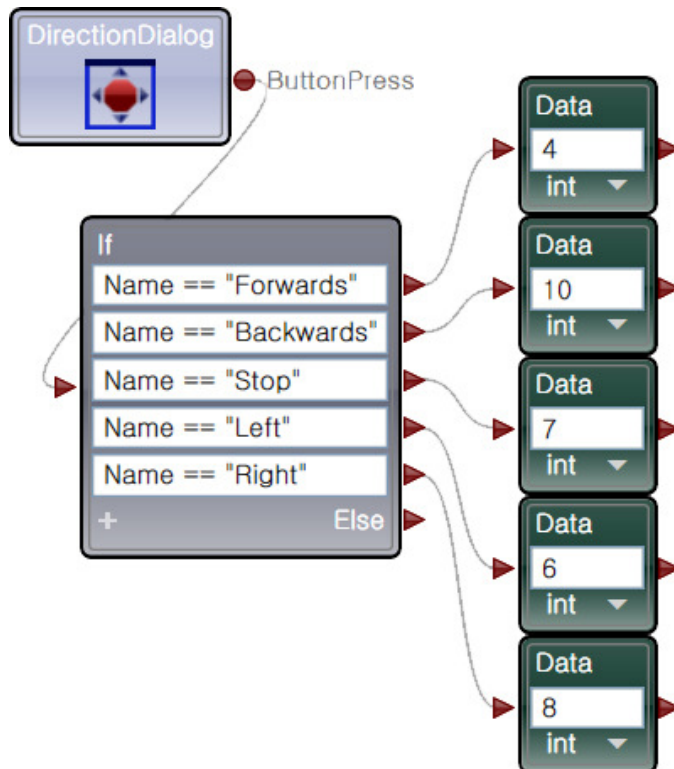 DirectionDialog
ButtonPress
If
Name == "Forwards"
Name == "Backwards"
Name == "Stop"
Name == "Left"
Name == "Right"
+ Else
Data
4
int
Data
10
int
Data
7
int
Data
6
int
Data
8
int